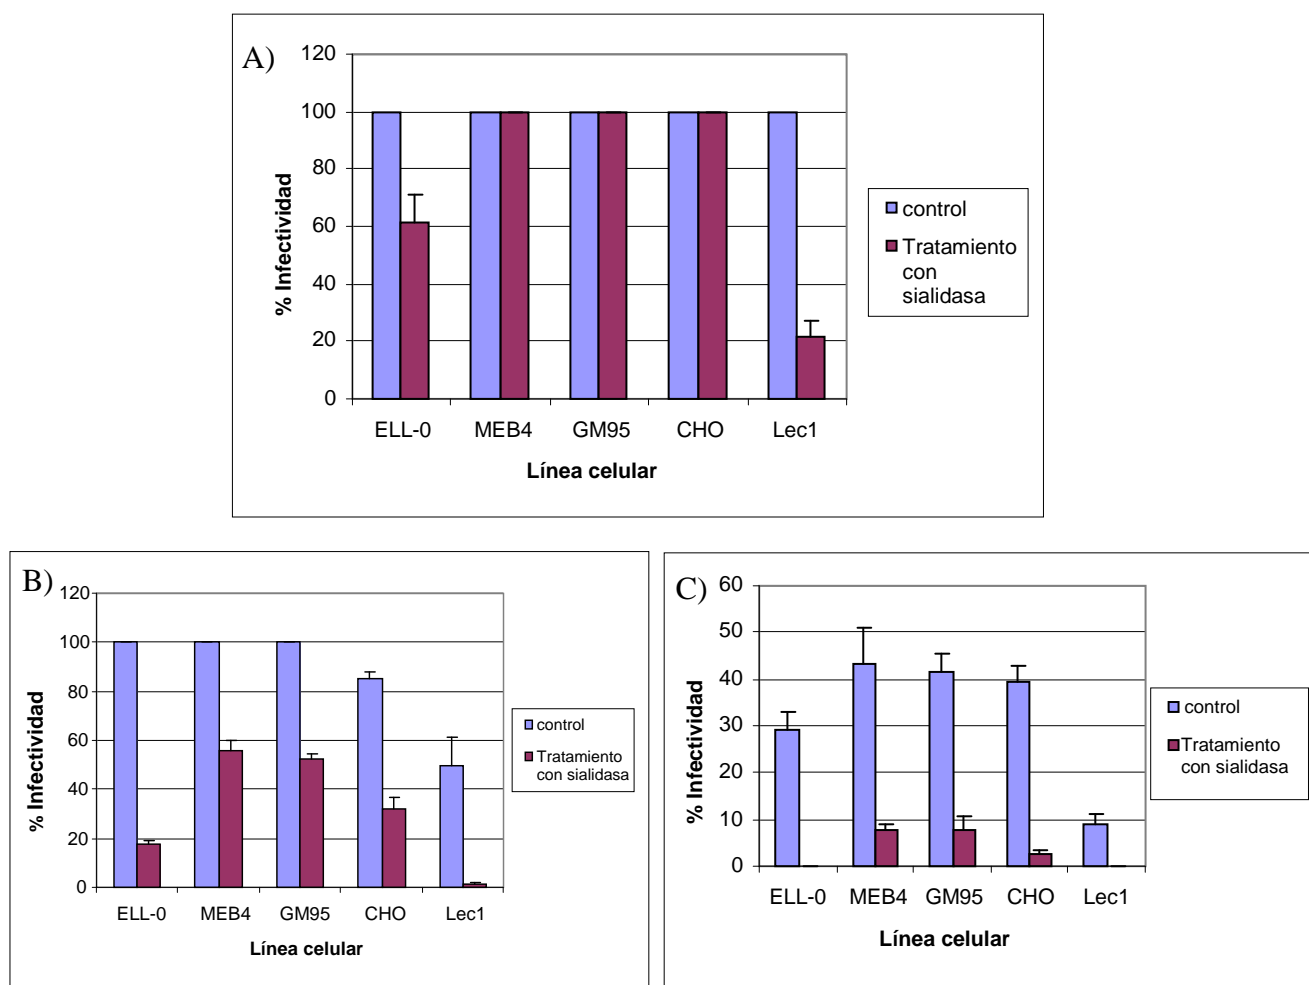 A)
120
100
80
60
40
20
0
% Infectividad
ELL-0 MEB4 GM95 CHO Lec1
Línea celular
control
Tratamiento
con
sialidasa
B)
120
100
80
60
40
20
0
% Infectividad
ELL-0 MEB4 GM95 CHO Lec1
Línea celular
control
Tratamiento
con sialidasa
C)
60
50
40
30
20
10
0
% Infectividad
ELL-0 MEB4 GM95 CHO Lec1
Línea celular
control
Tratamiento
con sialidasa